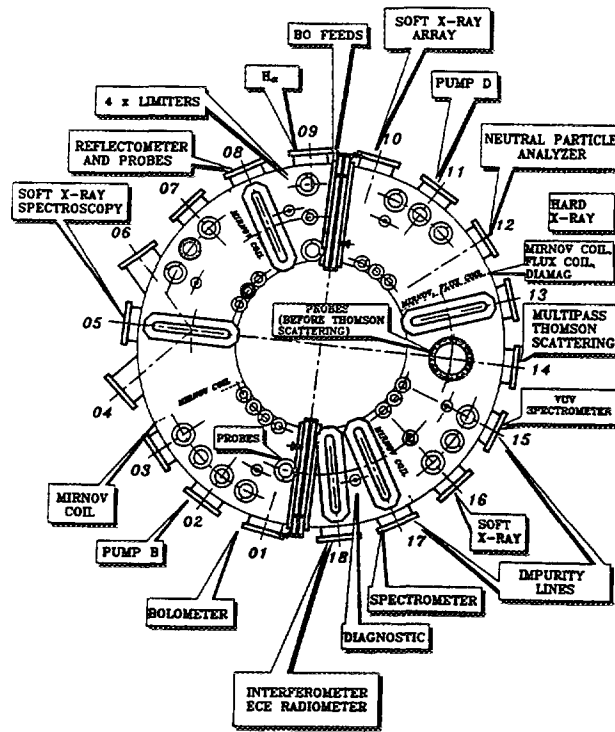 SOFT X-RAY
ARRAY
BO FEEDS
Hα
PUMP D
4 x LIMITERS
09
10
REFLECTOMETER
AND PROBES
08
11
NEUTRAL PARTICLE
ANALYZER
07
SOFT X-RAY
SPECTROSCOPY
MIRNOV COIL
12
HARD
X-RAY
06
MIRNOV COIL,
FLUX COIL,
DIAMAG
MIRNOV, FLUX COIL
13
PROBES
(BEFORE THOMSON
SCATTERING)
05
MULTIPASS
THOMSON
SCATTERING
14
MIRNOV COIL
04
VUV
SPECTROMETER
15
PROBES
MIRNOV COIL
03
MIRNOV
COIL
16
02
SOFT
X-RAY
PUMP B
01
18
17
IMPURITY
LINES
BOLOMETER
SPECTROMETER
DIAGNOSTIC
INTERFEROMETER
ECE RADIOMETER